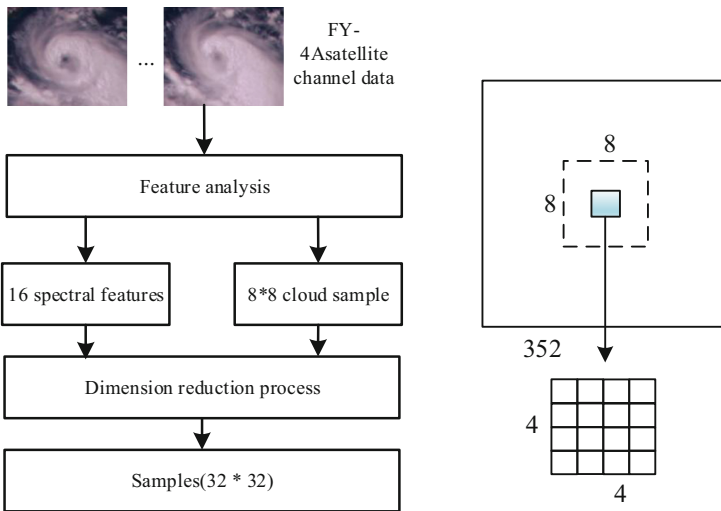 FY-
4Asatellite
channel data
...
Feature analysis
16 spectral features
8*8 cloud sample
Dimension reduction process
Samples(32 * 32)
8
8
352
4
4